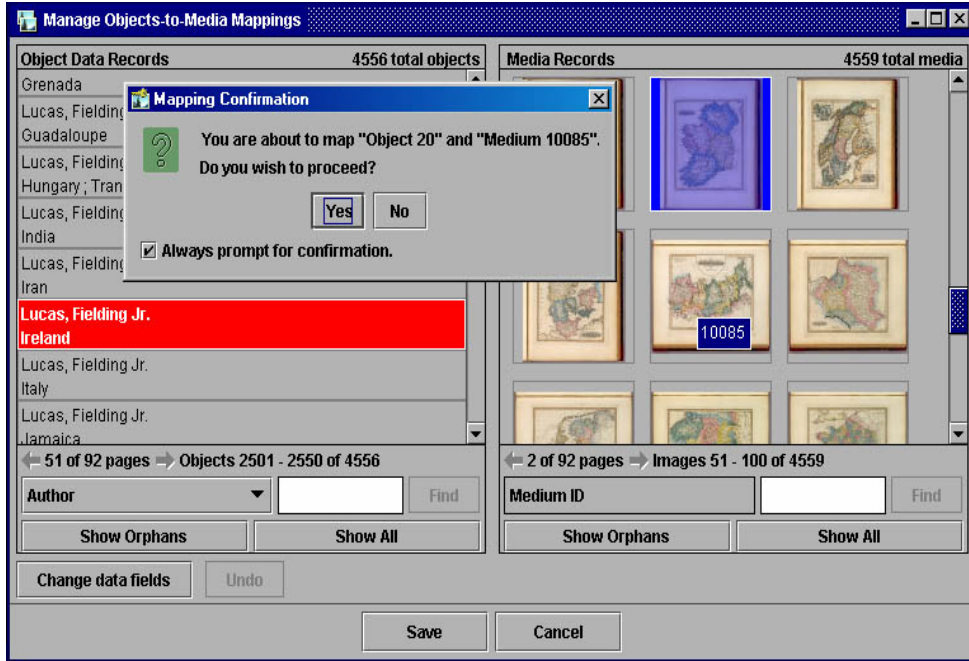 Manage Objects-to-Media Mappings
Object Data Records 4556 total objects
Grenada
Lucas, Fielding
Guadaloupe
Lucas, Fielding
Hungary ; Tran
Lucas, Fielding
India
Lucas, Fielding
Iran
Lucas, Fielding Jr.
Ireland
Lucas, Fielding Jr.
Italy
Lucas, Fielding Jr.
Jamaica
51 of 92 pages Objects 2501 - 2550 of 4556
Author Find
Show Orphans Show All
Mapping Confirmation
You are about to map "Object 20" and "Medium 10085".
Do you wish to proceed?
Yes No
Always prompt for confirmation.
Media Records 4559 total media
10085
2 of 92 pages Images 51 - 100 of 4559
Medium ID Find
Show Orphans Show All
Change data fields Undo
Save Cancel